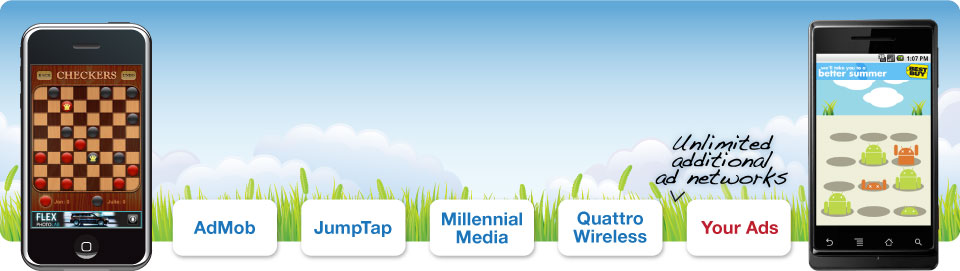 CHECKERS
FLEX
AdMob
JumpTap
Millennial
Media
Quattro
Wireless
Unlimited
additional
ad networks
Your Ads
1:07 PM
we'll take you to a
better summer
BEST
BUY